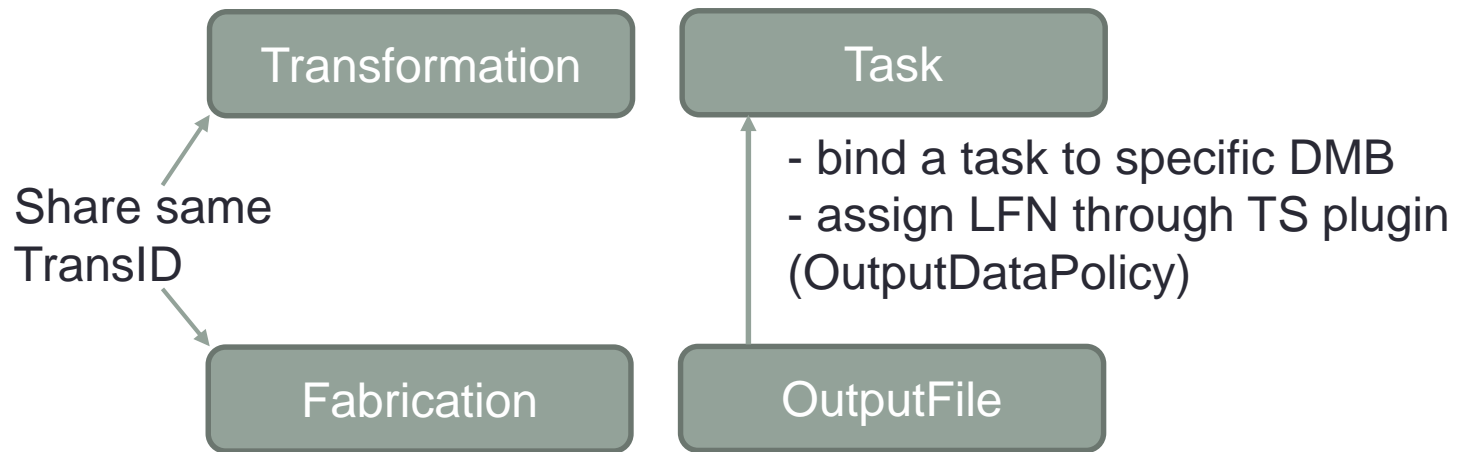 Transformation
Task
Share same
TransID
- bind a task to specific DMB
- assign LFN through TS plugin
(OutputDataPolicy)
Fabrication
OutputFile